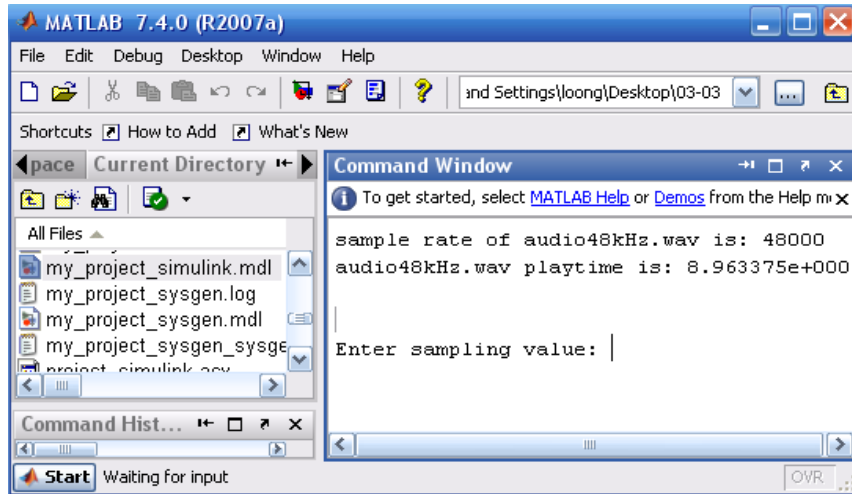 MATLAB 7.4.0 (R2007a)
File Edit Debug Desktop Window Help
and Settings\loong\Desktop\03-03
Shortcuts How to Add What's New
pace Current Directory
All Files
my_project_simulink.mdl
my_project_sysgen.log
my_project_sysgen.mdl
my_project_sysgen_sysge
project_simulink.asv
Command Hist...
Command Window
To get started, select MATLAB Help or Demos from the Help
sample rate of audio48kHz.wav is: 48000
audio48kHz.wav playtime is: 8.963375e+000
Enter sampling value:
Start Waiting for input
OVR